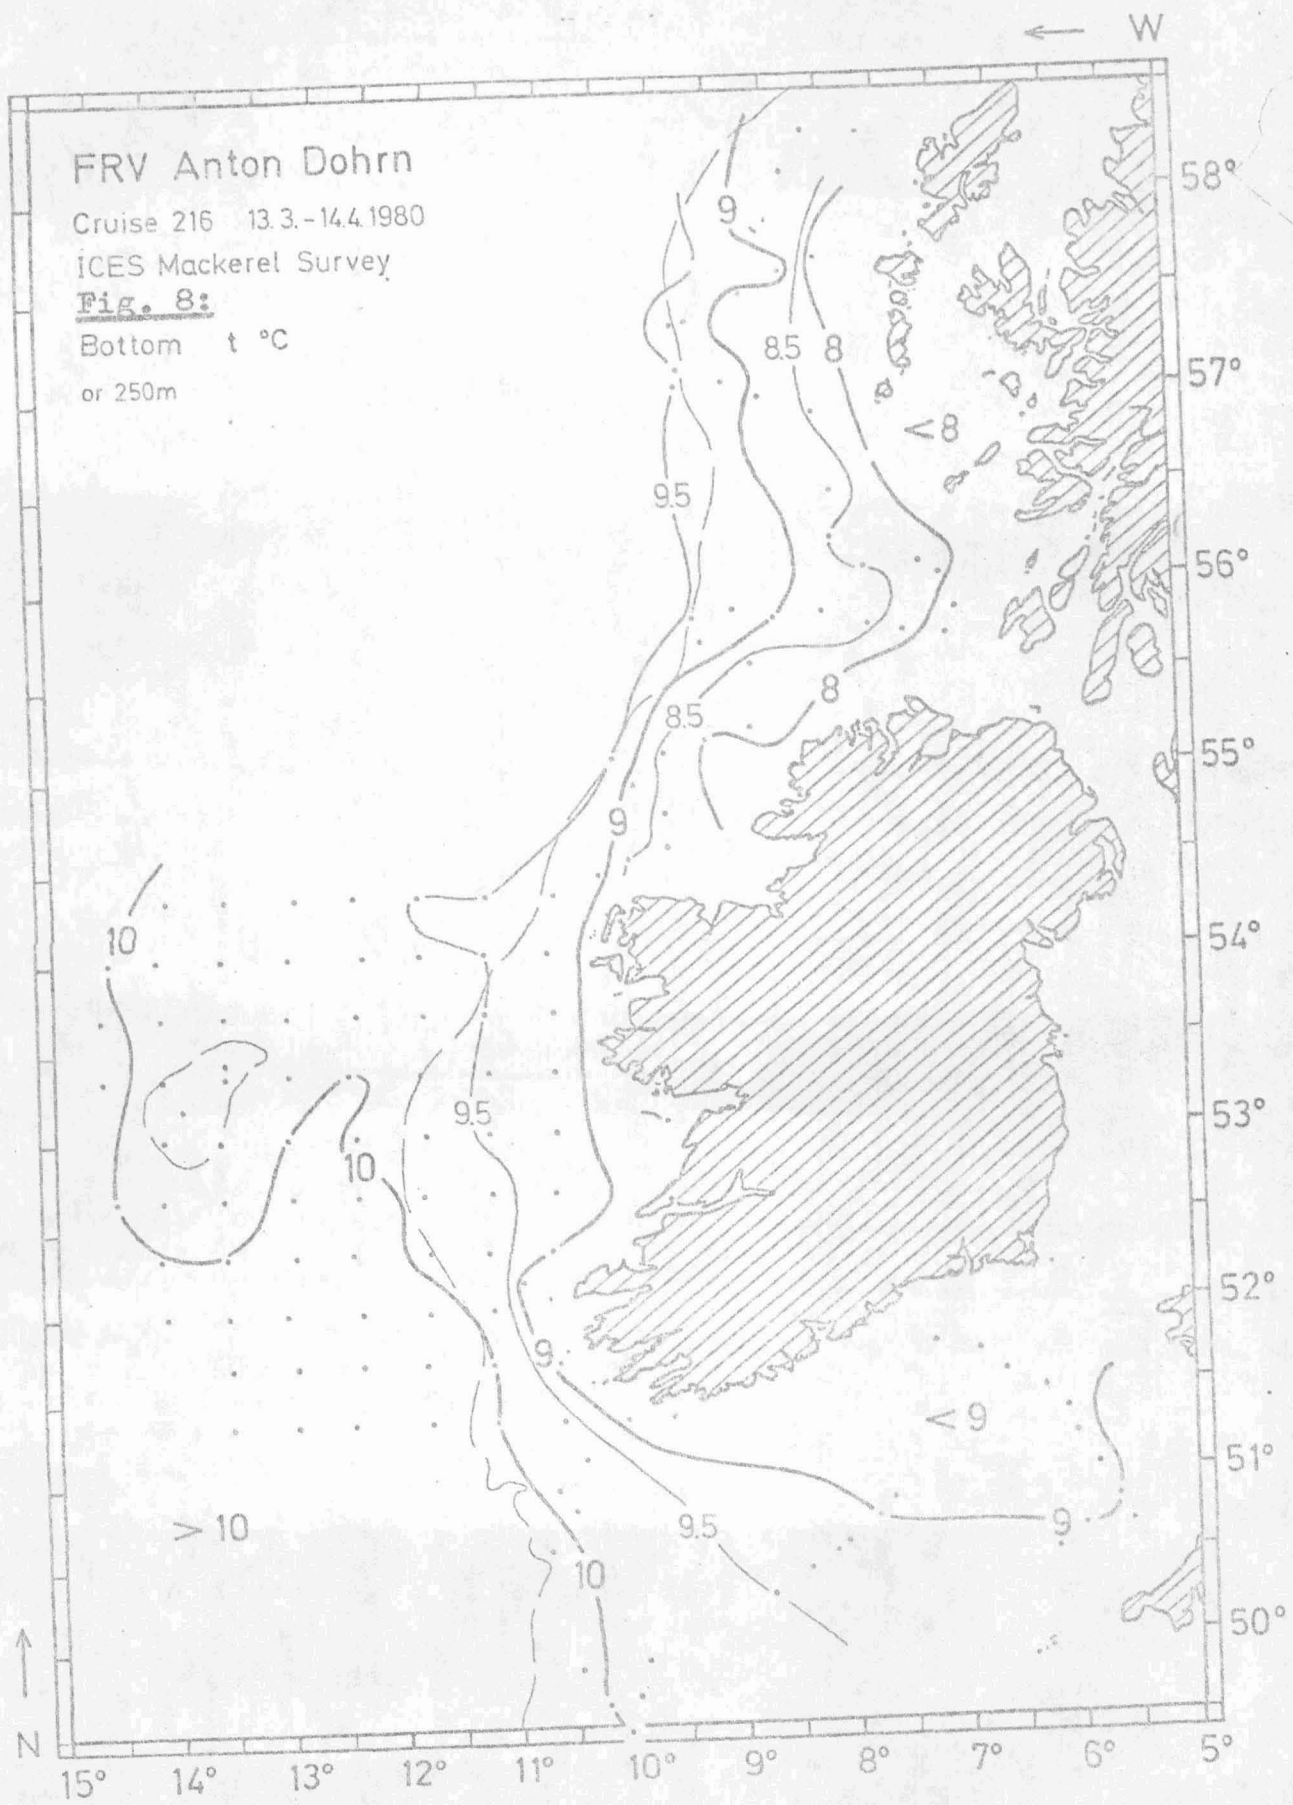 ← W
FRV Anton Dohrn
Cruise 216 13.3.-14.4.1980
ICES Mackerel Survey
Fig. 8:
Bottom t °C
or 250m
58°
9
8.5 8
57°
<8
9.5
56°
8
8.5
55°
9
10
54°
9.5
53°
10
52°
9
<9
51°
>10
9.5
9
10
50°
N
15° 14° 13° 12° 11° 10° 9° 8° 7° 6° 5°